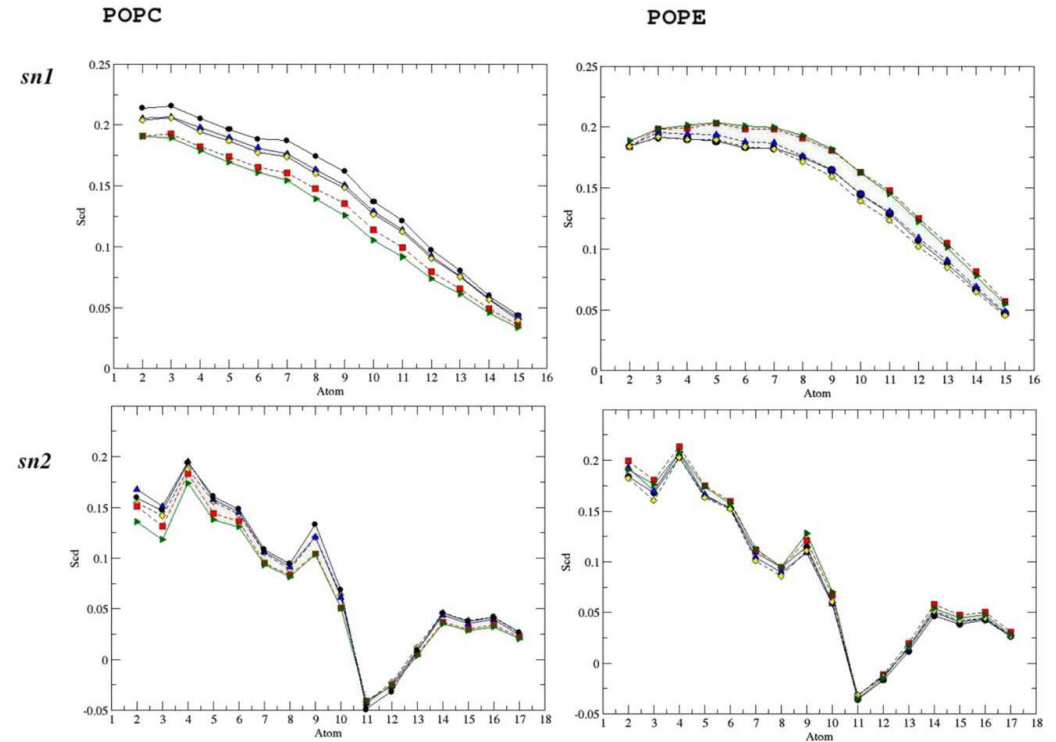 POPC POPE
sn1
0.25 0.25
0.2 0.2
0.15 0.15
Scd Scd
0.1 0.1
0.05 0.05
0 0
1 2 3 4 5 6 7 8 9 10 11 12 13 14 15 16 1 2 3 4 5 6 7 8 9 10 11 12 13 14 15 16
Atom Atom
sn2
0.2 0.2
0.15 0.15
0.1 0.1
Scd Scd
0.05 0.05
0 0
-0.05 -0.05
1 2 3 4 5 6 7 8 9 10 11 12 13 14 15 16 17 18 1 2 3 4 5 6 7 8 9 10 11 12 13 14 15 16 17 18
Atom Atom